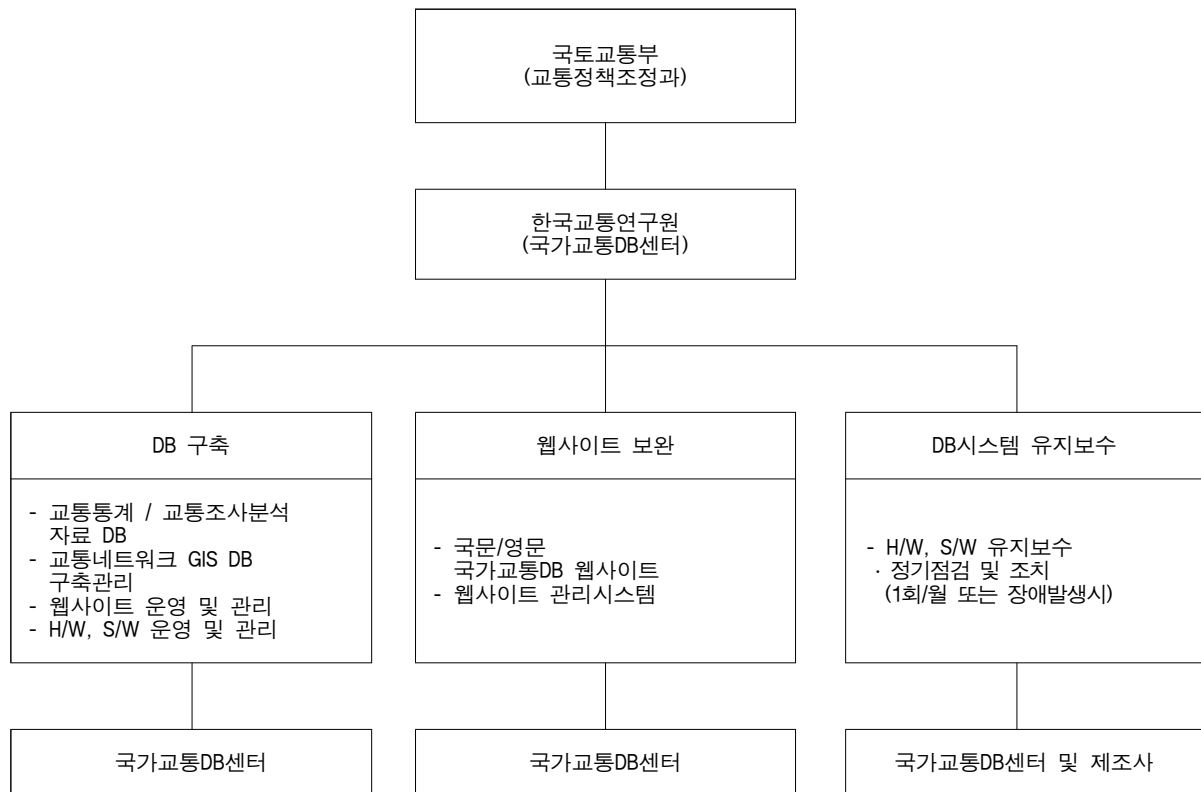 국토교통부
(교통정책조정과)
한국교통연구원
(국가교통DB센터)
DB 구축
- 교통통계 / 교통조사분석
자료 DB
- 교통네트워크 GIS DB
구축관리
- 웹사이트 운영 및 관리
- H/W, S/W 운영 및 관리
국가교통DB센터
웹사이트 보완
- 국문/영문
국가교통DB 웹사이트
- 웹사이트 관리시스템
국가교통DB센터
DB시스템 유지보수
- H/W, S/W 유지보수
· 정기점검 및 조치
(1회/월 또는 장애발생시)
국가교통DB센터 및 제조사